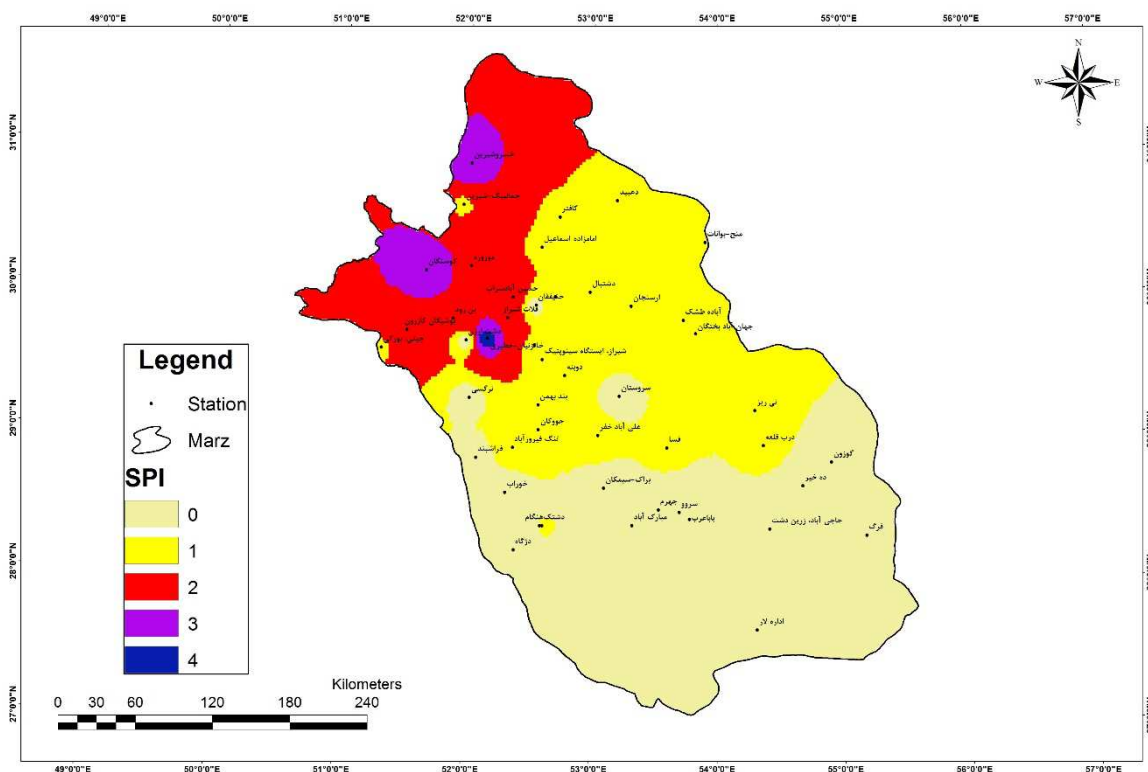 49°0'0"E 50°0'0"E 51°0'0"E 52°0'0"E 53°0'0"E 54°0'0"E 55°0'0"E 56°0'0"E 57°0'0"E
N
W E
S
31°0'0"N
30°0'0"N
29°0'0"N
28°0'0"N
27°0'0"N
خسروشیرین
دهبید
کافتر
امامزاده اسماعیل
منج-بوانات
دشتبال
ارسنجان
آباده طشک
جهان آباد بختگان
شیراز، ایستگاه سینوپتیک
دوبنه
سروستان
نرگسی
بند بهمن
نی ریز
علی آباد خفر
تنگ فیروزآباد
فسا
درب قلعه
فراشبند
گوزون
ده خیر
خوراب
براک-سیمکان
جهرم
سروو
باباعرب
مبارک آباد
حاجی آباد، زرین دشت
فرگ
دشتک
هنگام
دژگاه
اداره لار
Legend
Station
Marz
SPI
0
1
2
3
4
Kilometers
0 30 60 120 180 240
49°0'0"E 50°0'0"E 51°0'0"E 52°0'0"E 53°0'0"E 54°0'0"E 55°0'0"E 56°0'0"E 57°0'0"E